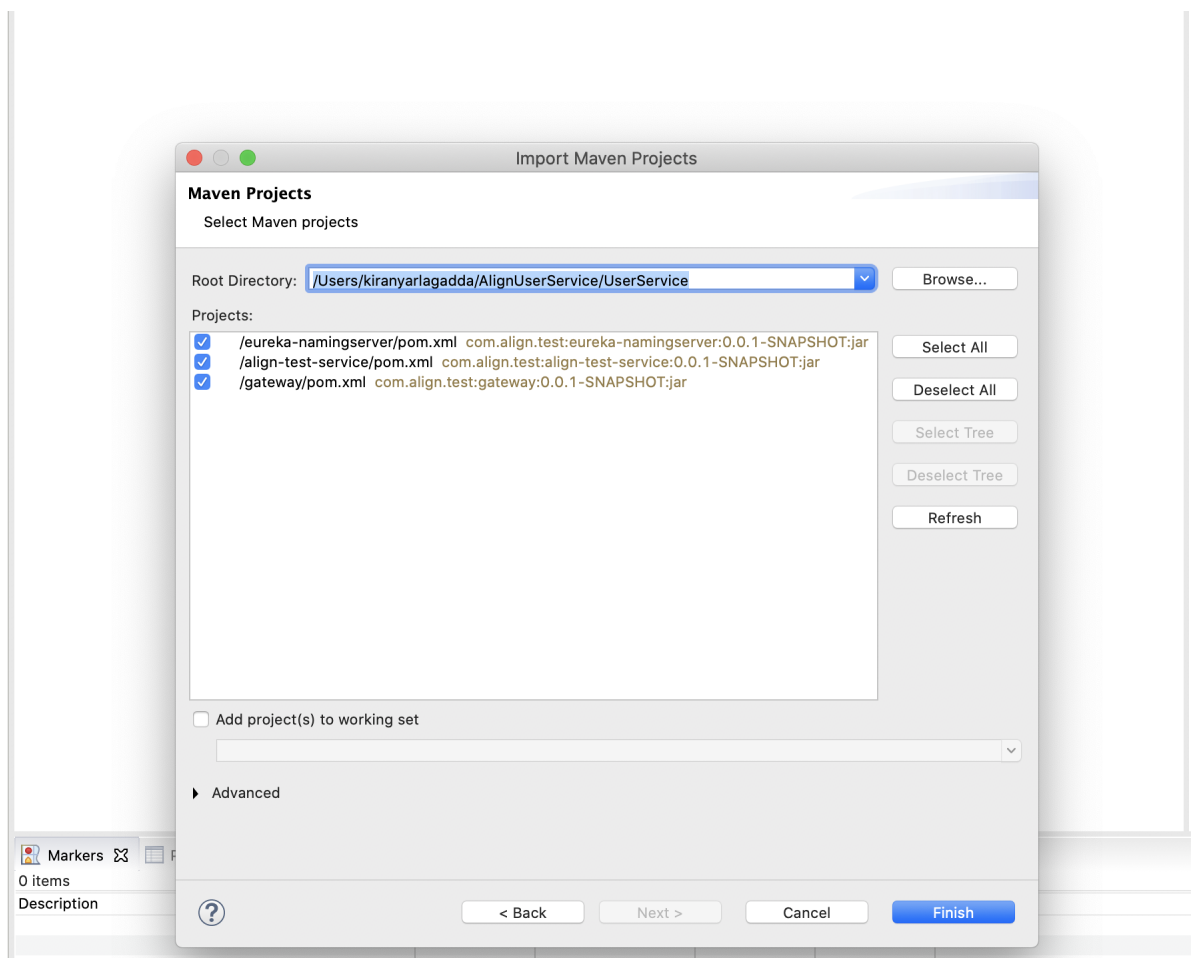 Import Maven Projects
Maven Projects
Select Maven projects
Root Directory: /Users/kiranyarlagadda/AlignUserService/UserService Browse...
Projects:
/eureka-namingserver/pom.xml com.align.test:eureka-namingserver:0.0.1-SNAPSHOT:jar
/align-test-service/pom.xml com.align.test:align-test-service:0.0.1-SNAPSHOT:jar
/gateway/pom.xml com.align.test:gateway:0.0.1-SNAPSHOT:jar
Select All
Deselect All
Select Tree
Deselect Tree
Refresh
Add project(s) to working set
Advanced
Markers
0 items
Description
? < Back Next > Cancel Finish